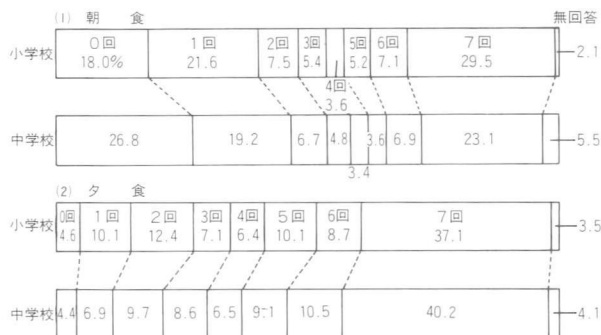 (1) 朝 食
無回答
小学校 0回 1回 2回 3回 5回 6回 7回
18.0% 21.6 7.5 5.4 5.2 7.1 29.5 2.1
4回
3.6
中学校 26.8 19.2 6.7 4.8 3.6 6.9 23.1 5.5
3.4
(2) 夕 食
小学校 0回 1回 2回 3回 4回 5回 6回 7回
4.6 10.1 12.4 7.1 6.4 10.1 8.7 37.1 3.5
中学校 4.4 6.9 9.7 8.6 6.5 9.1 10.5 40.2 4.1